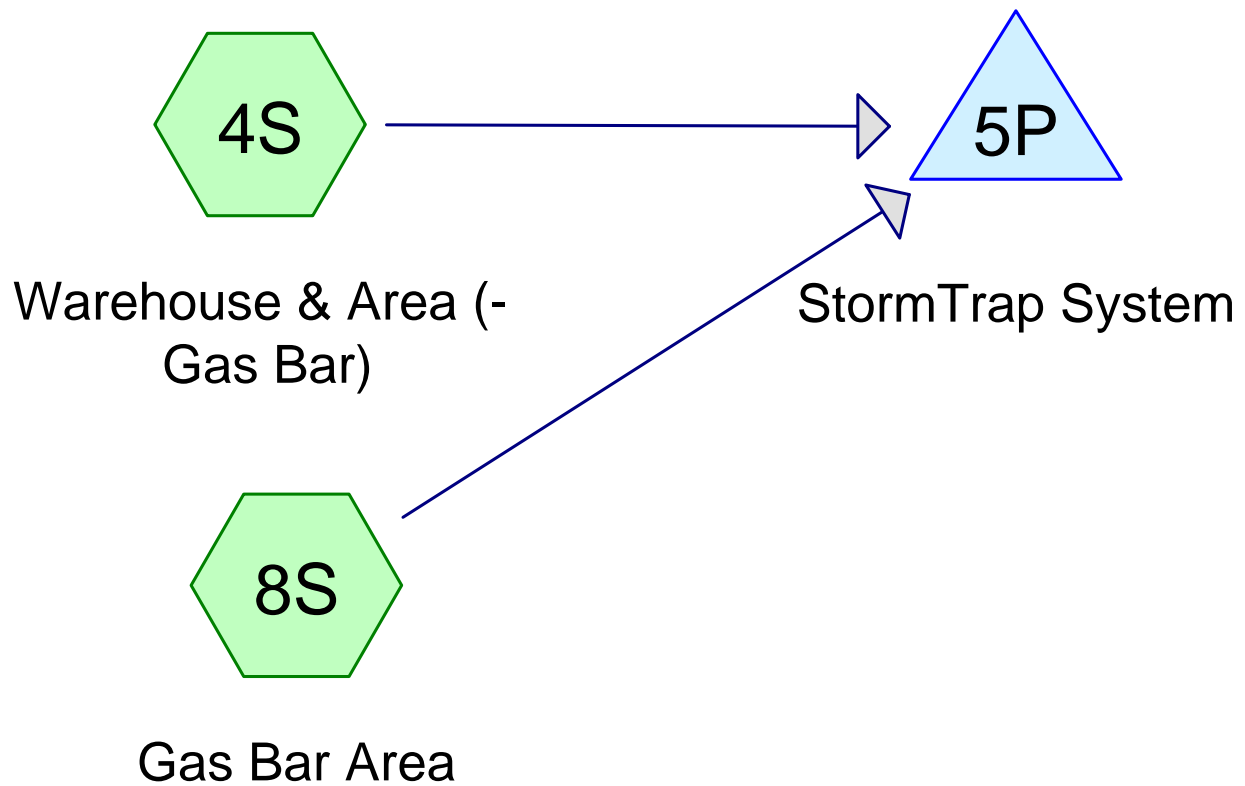 4S
5P
Warehouse & Area (-
Gas Bar)
StormTrap System
8S
Gas Bar Area